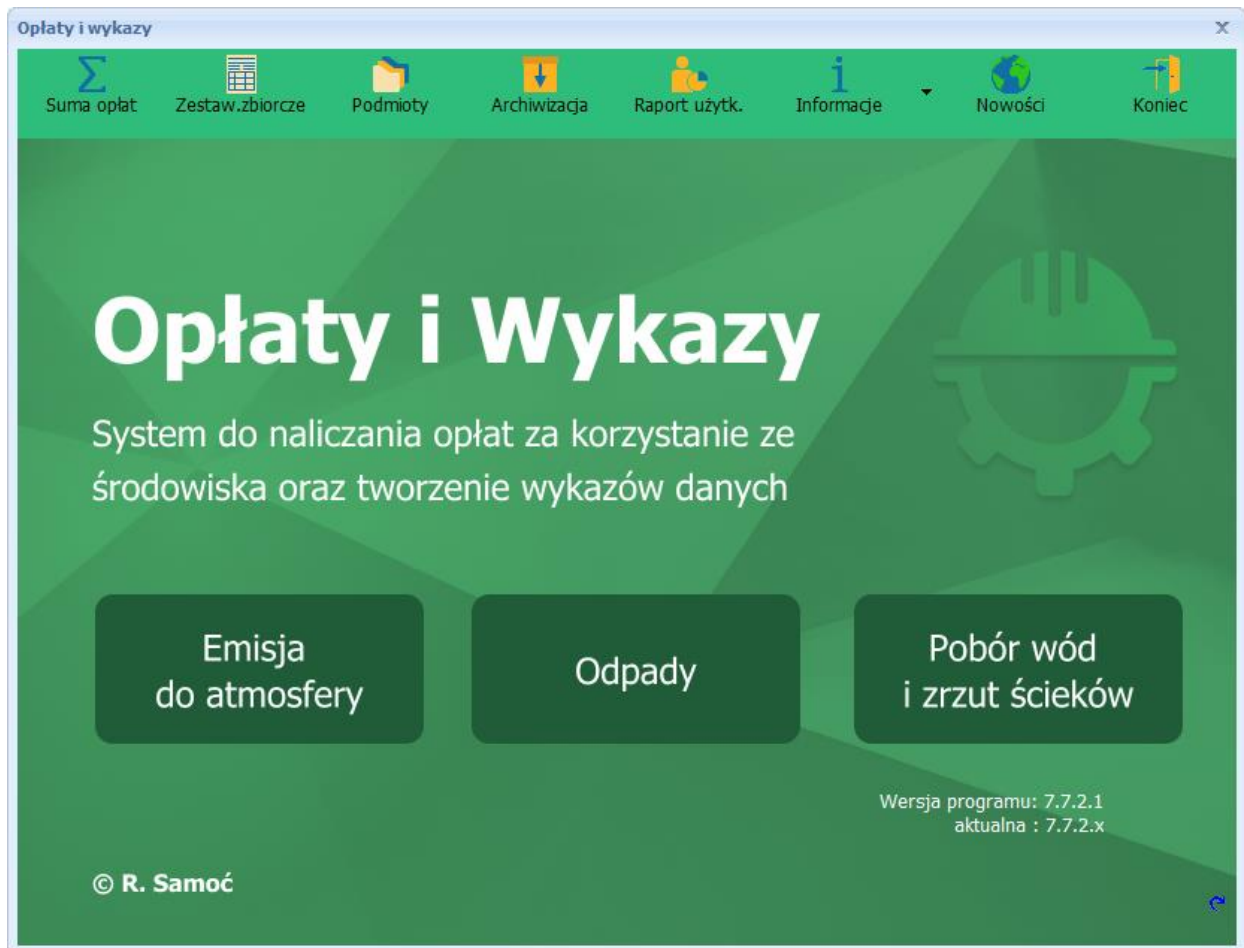 Opłaty i wykazy
Suma opłat Zestaw.zbiorcze Podmioty Archiwizacja Raport użytk. Informacje Nowości Koniec
Opłaty i Wykazy
System do naliczania opłat za korzystanie ze
środowiska oraz tworzenie wykazów danych
Emisja
do atmosfery
Odpady
Pobór wód
i zrzut ścieków
Wersja programu: 7.7.2.1
aktualna : 7.7.2.x
© R. Samoć